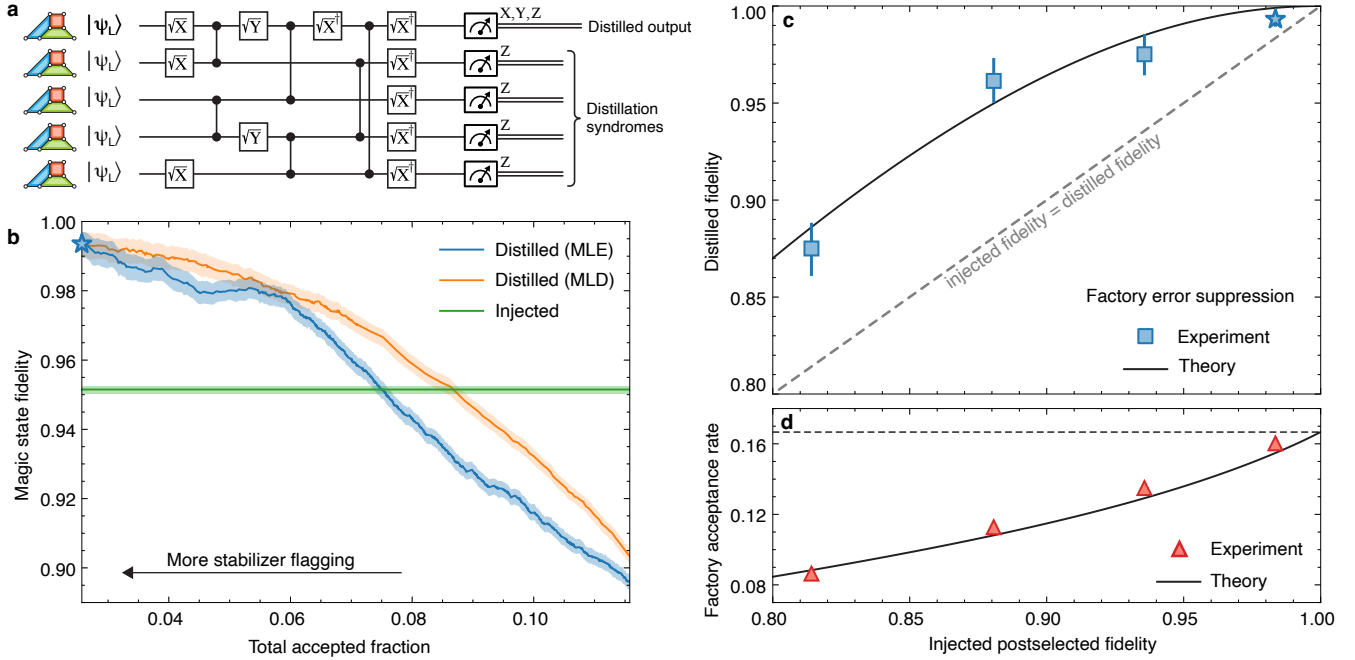 a
|ψL⟩ √X √Y √X† √X† X,Y,Z Distilled output
|ψL⟩ √X √X† Z
|ψL⟩ √X† Z
Distillation
syndromes
|ψL⟩ √Y √X† Z
|ψL⟩ √X √X† Z
b
1.00
0.98
0.96
0.94
0.92
0.90
Magic state fidelity
Distilled (MLE)
Distilled (MLD)
Injected
More stabilizer flagging
0.04 0.06 0.08 0.10
Total accepted fraction
c
1.00
0.95
0.90
0.85
0.80
Distilled fidelity
injected fidelity = distilled fidelity
Factory error suppression
Experiment
Theory
d
0.16
0.12
0.08
Factory acceptance rate
Experiment
Theory
0.80 0.85 0.90 0.95 1.00
Injected postselected fidelity